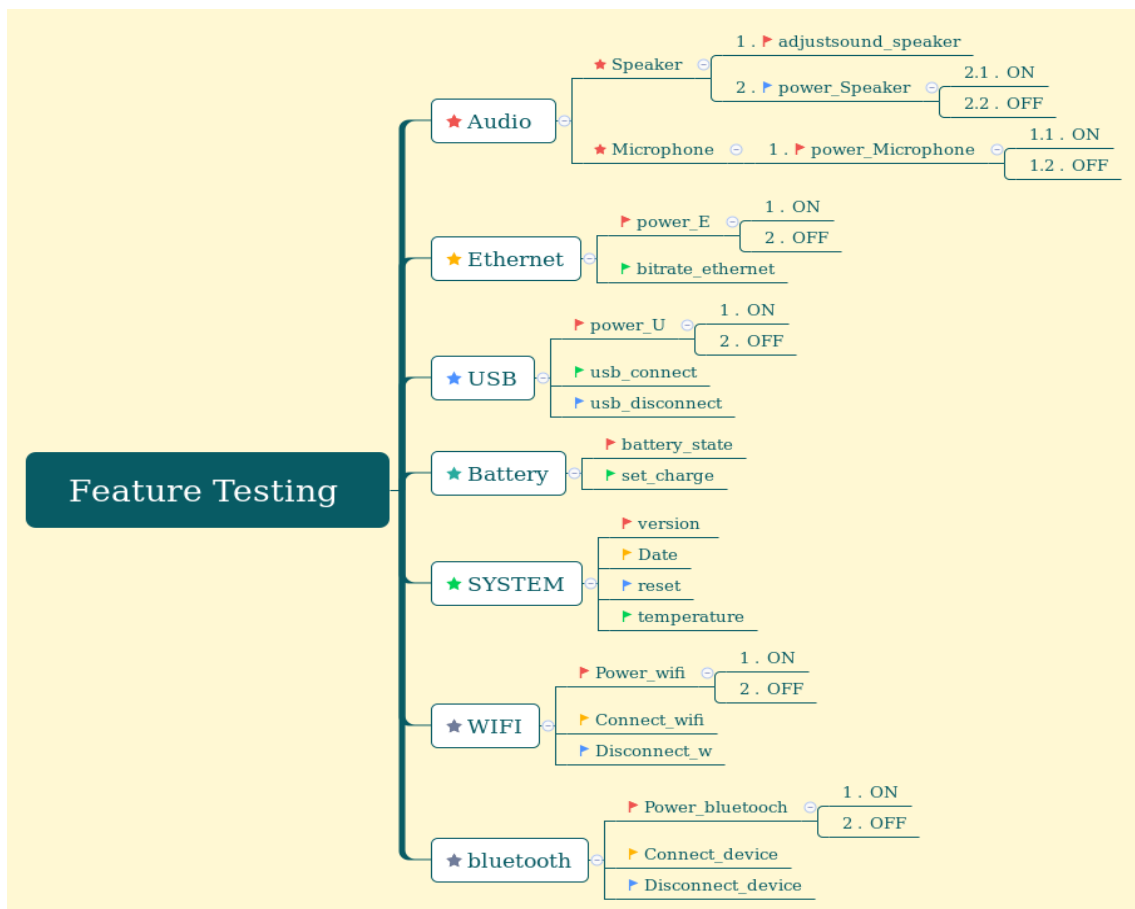 Feature Testing
Audio
Speaker
1 . adjustsound_speaker
2 . power_Speaker
2.1 . ON
2.2 . OFF
Microphone
1 . power_Microphone
1.1 . ON
1.2 . OFF
Ethernet
power_E
1 . ON
2 . OFF
bitrate_ethernet
USB
power_U
1 . ON
2 . OFF
usb_connect
usb_disconnect
Battery
battery_state
set_charge
SYSTEM
version
Date
reset
temperature
WIFI
Power_wifi
1 . ON
2 . OFF
Connect_wifi
Disconnect_w
bluetooth
Power_bluetooch
1 . ON
2 . OFF
Connect_device
Disconnect_device